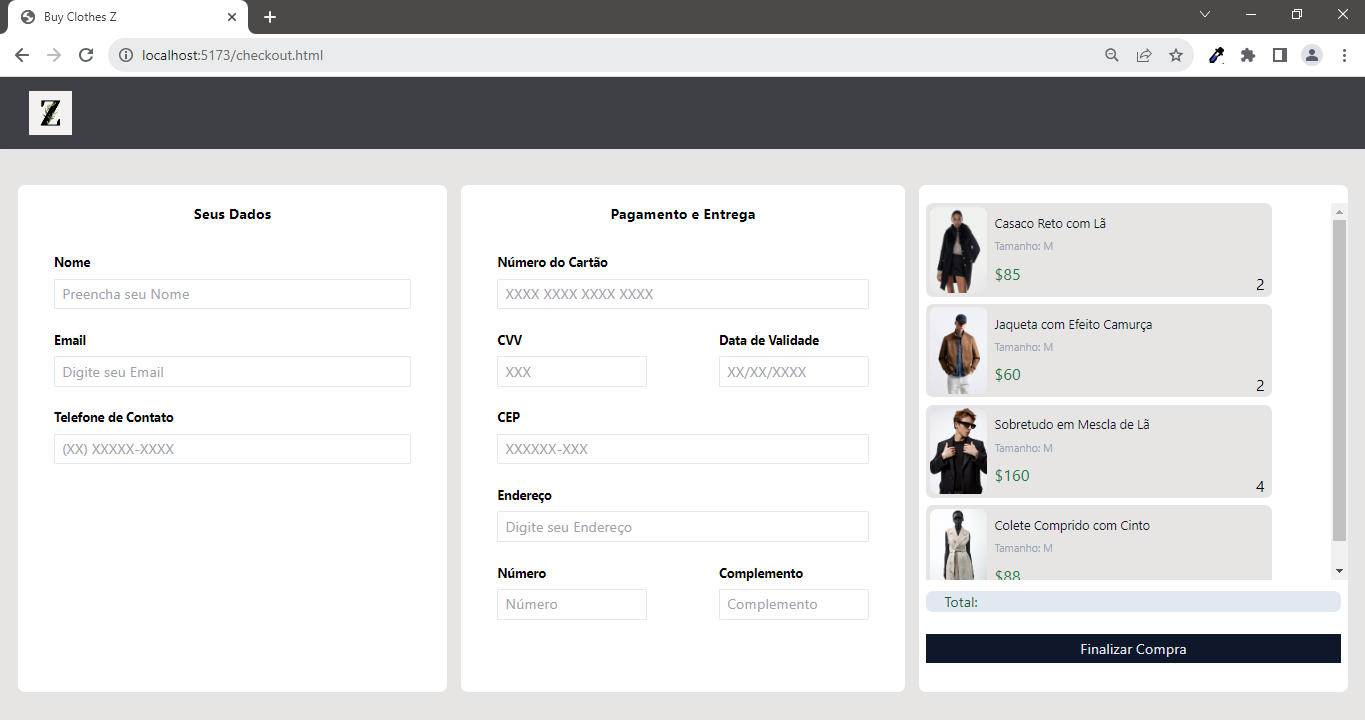 Buy Clothes Z
localhost:5173/checkout.html
Z
Seus Dados
Nome
Preencha seu Nome
Email
Digite seu Email
Telefone de Contato
(XX) XXXXX-XXXX
Pagamento e Entrega
Número do Cartão
XXXX XXXX XXXX XXXX
CVV
Data de Validade
XXX
XX/XX/XXXX
CEP
XXXXXX-XXX
Endereço
Digite seu Endereço
Número
Complemento
Número
Complemento
Casaco Reto com Lã
Tamanho: M
$85
2
Jaqueta com Efeito Camurça
Tamanho: M
$60
2
Sobretudo em Mescla de Lã
Tamanho: M
$160
4
Colete Comprido com Cinto
Tamanho: M
$88
Total:
Finalizar Compra